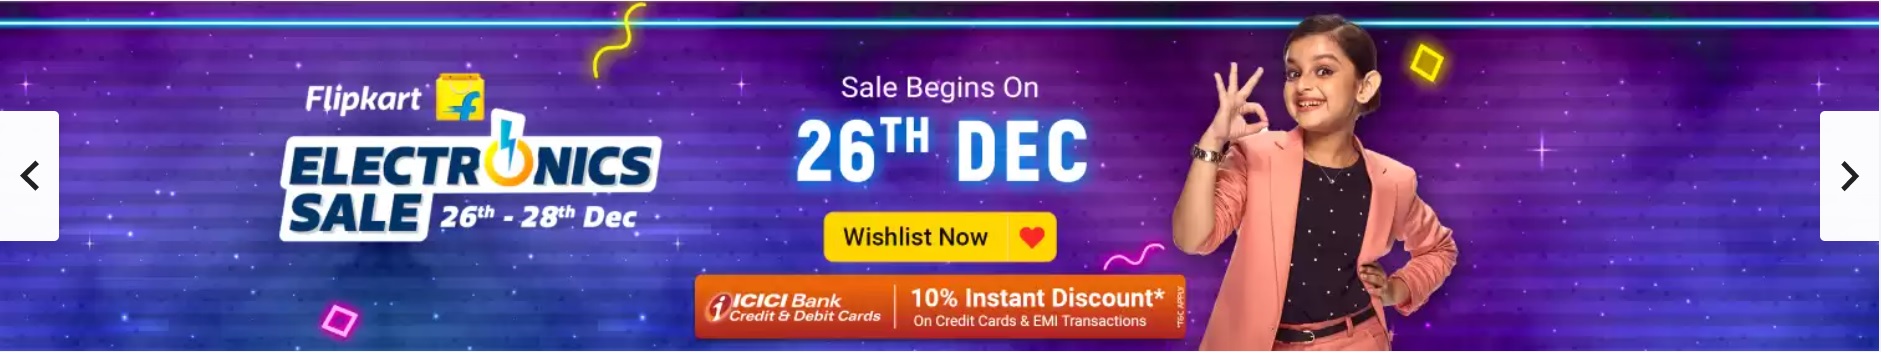 Flipkart
ELECTRONICS
SALE 26th - 28th Dec
Sale Begins On
26TH DEC
Wishlist Now
ICICI Bank
Credit & Debit Cards
10% Instant Discount*
On Credit Cards & EMI Transactions
*T&C APPLY